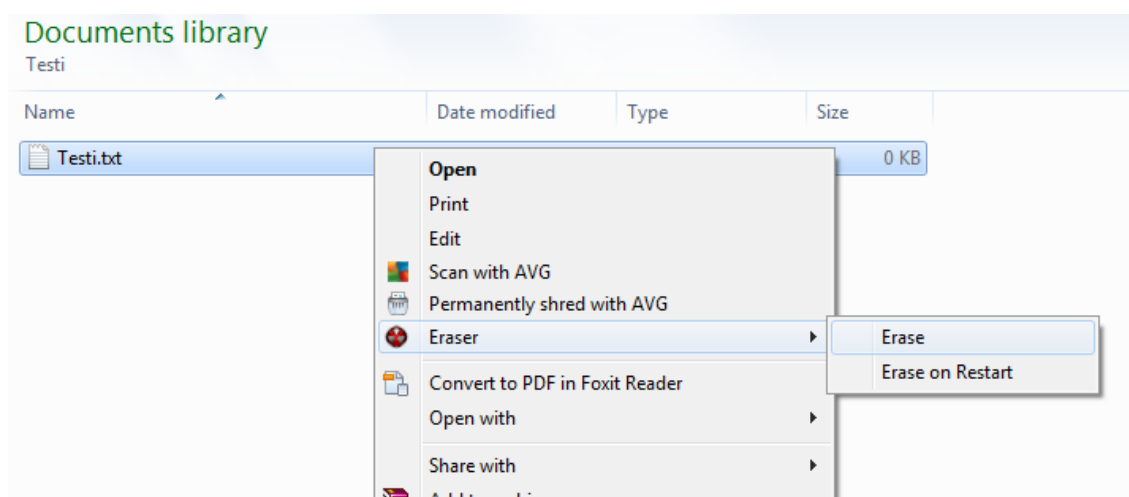 Documents library
Testi
Name Date modified Type Size
Testi.txt 0 KB
Open
Print
Edit
Scan with AVG
Permanently shred with AVG
Eraser Erase
Erase on Restart
Convert to PDF in Foxit Reader
Open with
Share with